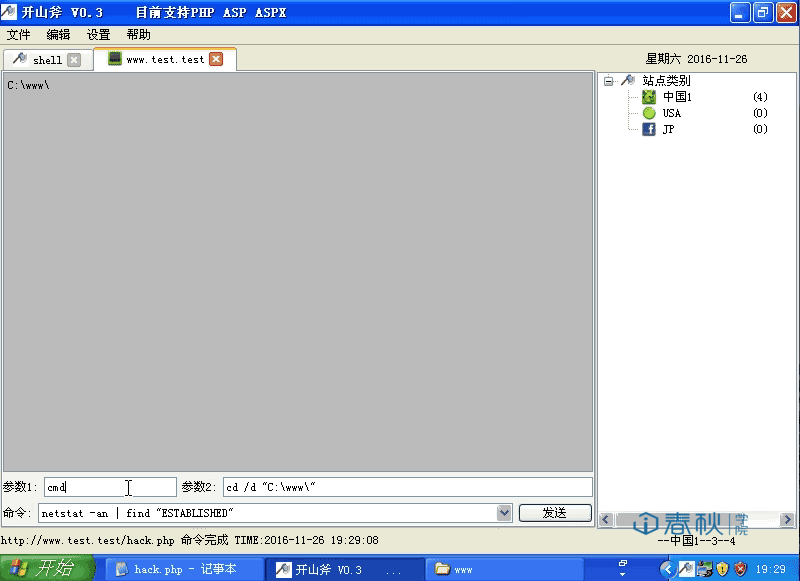 开山斧 V0.3 目前支持PHP ASP ASPX
文件 编辑 设置 帮助
shell www.test.test 星期六 2016-11-26
C:\www\
站点类别
中国1 (4)
USA (0)
JP (0)
参数1: cmd 参数2: cd /d "C:\www\"
命令: netstat -an | find "ESTABLISHED" 发送
春秋学院
http://www.test.test/hack.php 命令完成 TIME:2016-11-26 19:29:08 --中国1--3--4
开始 hack.php - 记事本 开山斧 V0.3 ... www 19:29